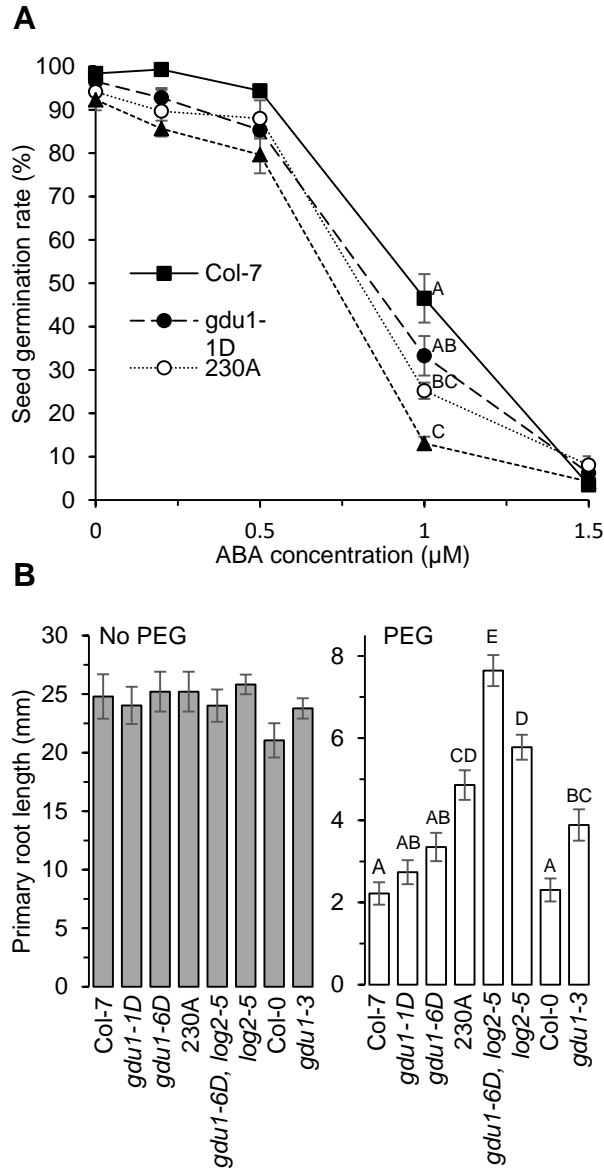 A
100
90
80
70
60
50
40
30
20
10
0
Seed germination rate (%)
Col-7
gdu1-
1D
230A
A
AB
BC
C
0
0.5
1
1.5
ABA concentration (µM)
B
No PEG
30
25
20
15
10
5
0
Primary root length (mm)
Col-7
gdu1-1D
gdu1-6D
230A
gdu1-6D, log2-5
log2-5
Col-0
gdu1-3
PEG
8
6
4
2
0
A
AB
AB
CD
E
D
A
BC
Col-7
gdu1-1D
gdu1-6D
230A
gdu1-6D, log2-5
log2-5
Col-0
gdu1-3